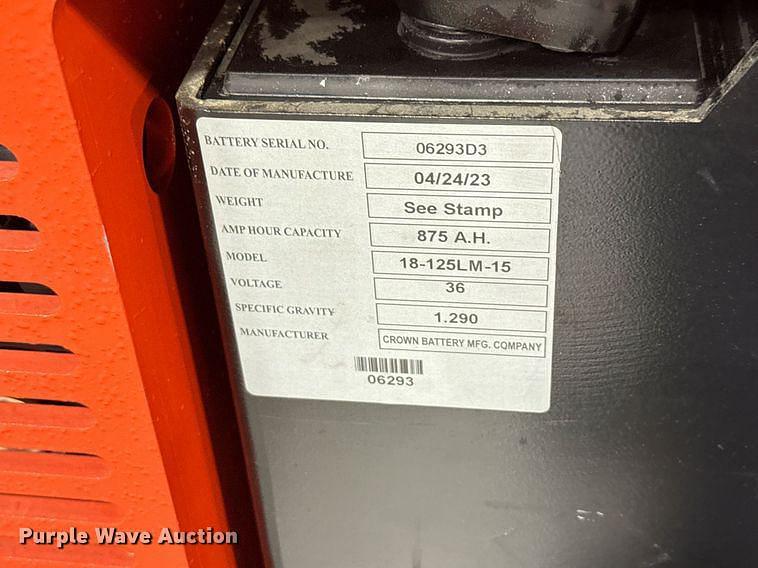 BATTERY SERIAL NO. 06293D3
DATE OF MANUFACTURE 04/24/23
WEIGHT See Stamp
AMP HOUR CAPACITY 875 A.H.
MODEL 18-125LM-15
VOLTAGE 36
SPECIFIC GRAVITY 1.290
MANUFACTURER CROWN BATTERY MFG. COMPANY
06293
Purple Wave Auction